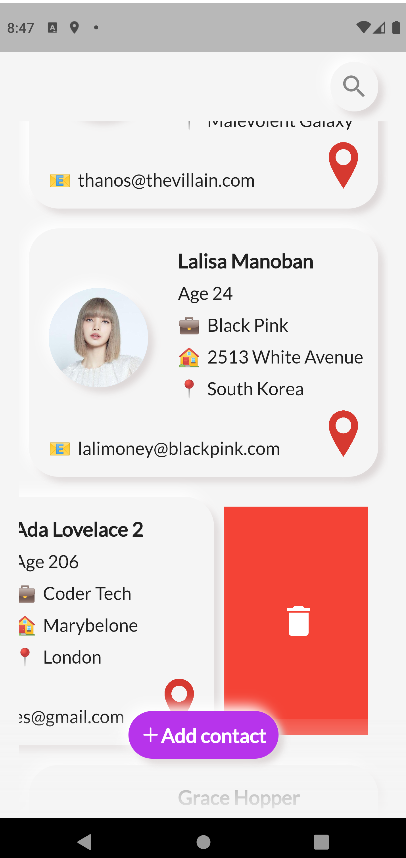 8:47
Malevolent Galaxy
thanos@thevillain.com
Lalisa Manoban
Age 24
Black Pink
2513 White Avenue
South Korea
lalimoney@blackpink.com
Ada Lovelace 2
Age 206
Coder Tech
Marybelone
London
es@gmail.com
+ Add contact
Grace Hopper